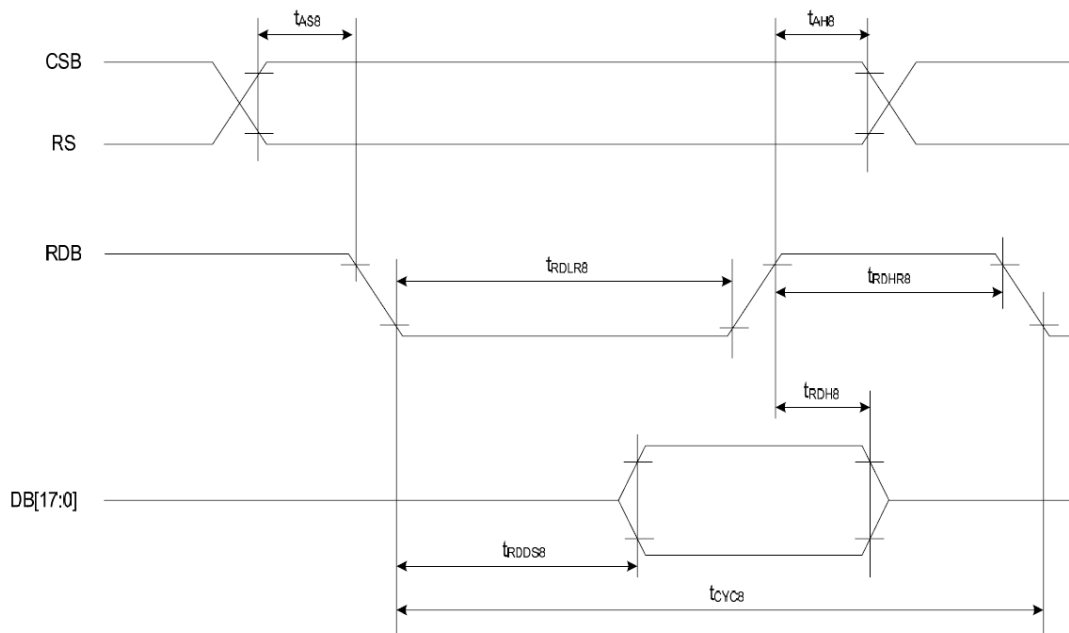 tAS8
tAH8
CSB
RS
RDB
tRDLR8
tRDHR8
tRDH8
DB[17:0]
tRDDS8
tCYC8